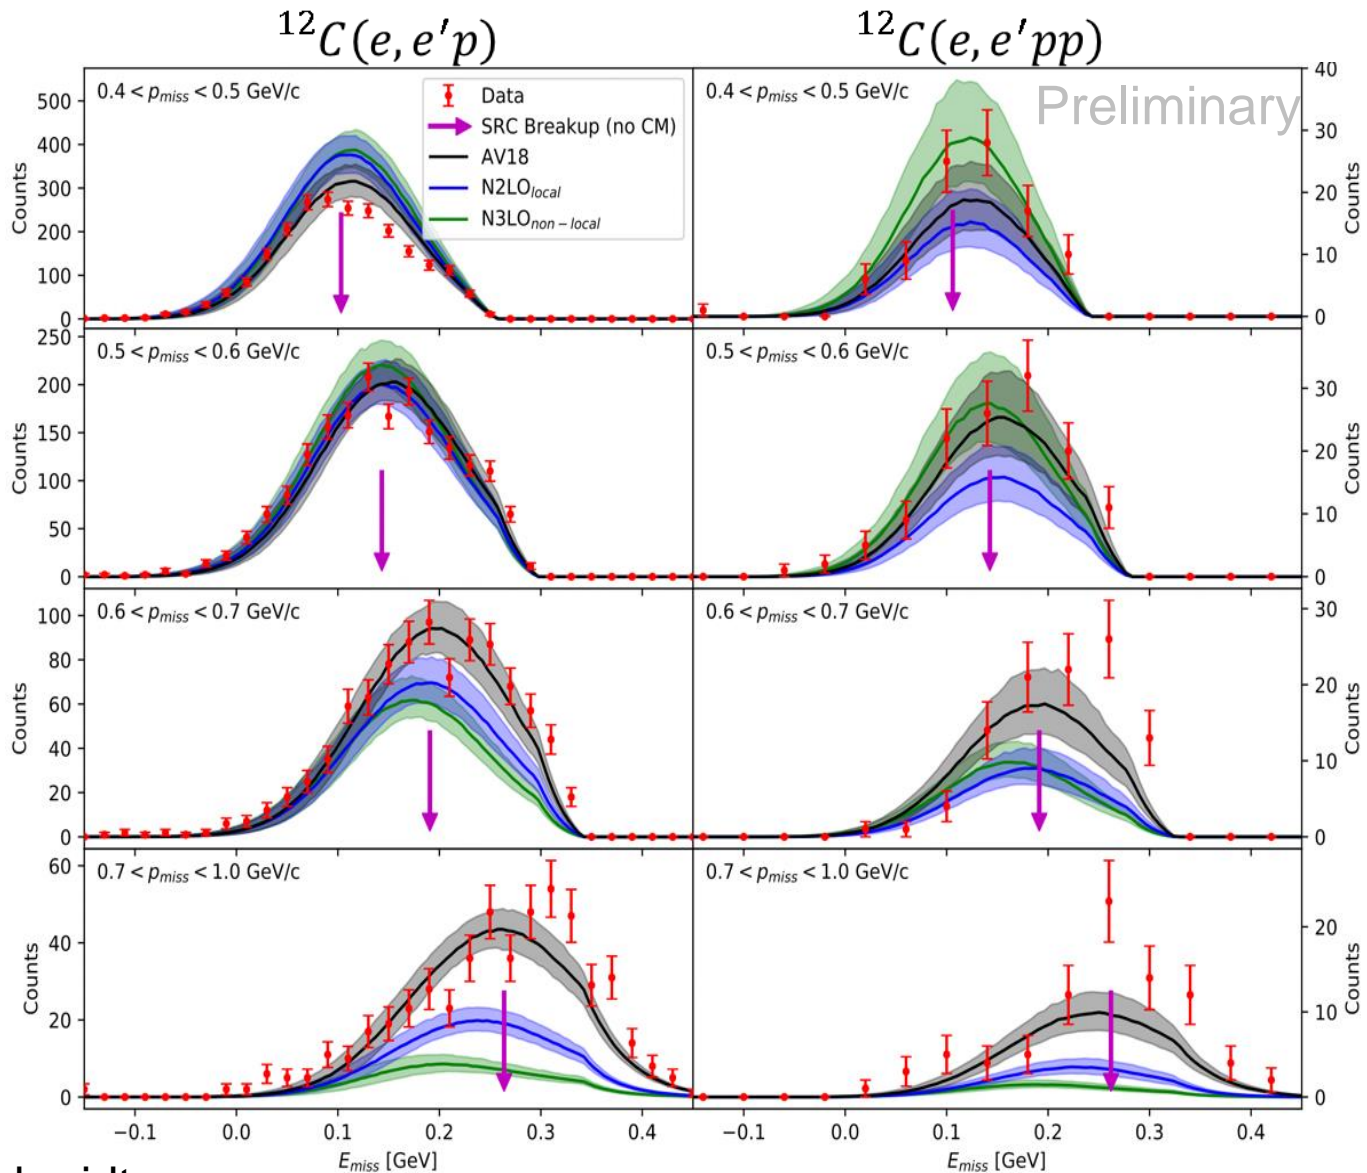 ¹²C(e, e′p)
¹²C(e, e′pp)
0.4 < p_miss < 0.5 GeV/c
Data
SRC Breakup (no CM)
AV18
N2LO_local
N3LO_non-local
500
400
300
200
100
0
Counts
0.4 < p_miss < 0.5 GeV/c
Preliminary
40
30
20
10
0
Counts
0.5 < p_miss < 0.6 GeV/c
250
200
150
100
50
0
Counts
0.5 < p_miss < 0.6 GeV/c
30
20
10
0
Counts
0.6 < p_miss < 0.7 GeV/c
100
80
60
40
20
0
Counts
0.6 < p_miss < 0.7 GeV/c
30
20
10
0
Counts
0.7 < p_miss < 1.0 GeV/c
60
40
20
0
Counts
0.7 < p_miss < 1.0 GeV/c
20
10
0
Counts
−0.1 0.0 0.1 0.2 0.3 0.4
E_miss [GeV]
−0.1 0.0 0.1 0.2 0.3 0.4
E_miss [GeV]